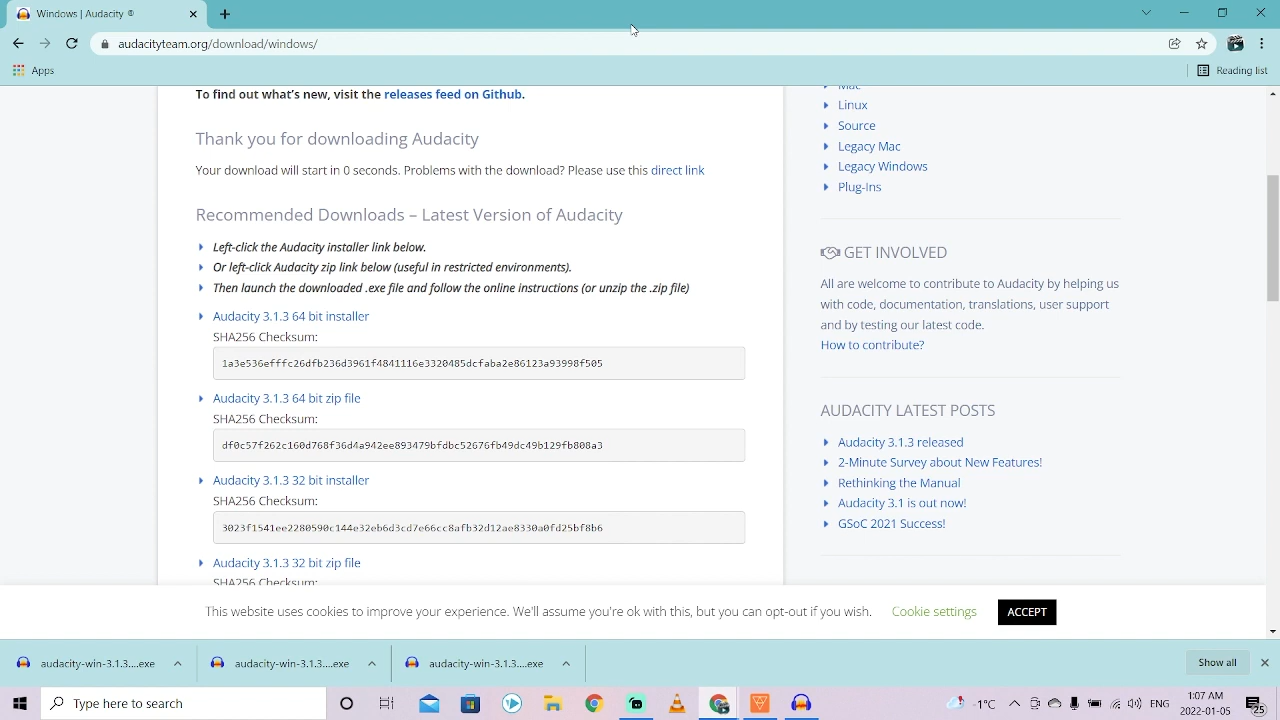 Windows | Audacity ®
audacityteam.org/download/windows/
Apps
Reading list
To find out what's new, visit the releases feed on Github.
Thank you for downloading Audacity
Your download will start in 0 seconds. Problems with the download? Please use this direct link
Recommended Downloads – Latest Version of Audacity
Left-click the Audacity installer link below.
Or left-click Audacity zip link below (useful in restricted environments).
Then launch the downloaded .exe file and follow the online instructions (or unzip the .zip file)
Audacity 3.1.3 64 bit installer
SHA256 Checksum:
1a3e536efffc26dfb236d3961f4841116e3320485dcfaba2e86123a93998f505
Audacity 3.1.3 64 bit zip file
SHA256 Checksum:
df0c57f262c160d768f36d4a942ee893479bfdbc52676fb49dc49b129fb808a3
Audacity 3.1.3 32 bit installer
SHA256 Checksum:
3023f1541ee2280590c144e32eb6d3cd7e66cc8afb32d12ae8330a0fd25bf8b6
Audacity 3.1.3 32 bit zip file
SHA256 Checksum:
Mac
Linux
Source
Legacy Mac
Legacy Windows
Plug-Ins
GET INVOLVED
All are welcome to contribute to Audacity by helping us
with code, documentation, translations, user support
and by testing our latest code.
How to contribute?
AUDACITY LATEST POSTS
Audacity 3.1.3 released
2-Minute Survey about New Features!
Rethinking the Manual
Audacity 3.1 is out now!
GSoC 2021 Success!
This website uses cookies to improve your experience. We'll assume you're ok with this, but you can opt-out if you wish. Cookie settings ACCEPT
audacity-win-3.1.3....exe
audacity-win-3.1.3....exe
audacity-win-3.1.3....exe
Show all
Type here to search
-1°C
ENG
1:07 AM
2022-01-05
25